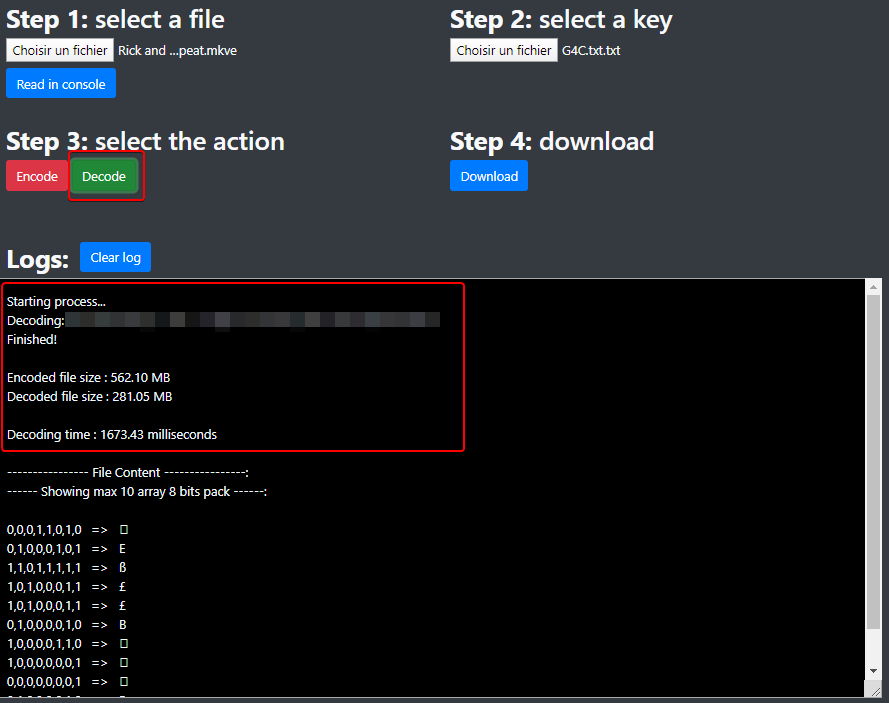 Step 1: select a file
Choisir un fichier Rick and ...peat.mkve
Read in console
Step 2: select a key
Choisir un fichier G4C.txt.txt
Step 3: select the action
Encode Decode
Step 4: download
Download
Logs: Clear log
Starting process...
Decoding:
Finished!
Encoded file size : 562.10 MB
Decoded file size : 281.05 MB
Decoding time : 1673.43 milliseconds
---------------- File Content ----------------:
------ Showing max 10 array 8 bits pack ------:
0,0,0,1,1,0,1,0 => 
0,1,0,0,0,1,0,1 => E
1,1,0,1,1,1,1,1 => ß
1,0,1,0,0,0,1,1 => £
1,0,1,0,0,0,1,1 => £
0,1,0,0,0,0,1,0 => B
1,0,0,0,0,1,1,0 => 
1,0,0,0,0,0,0,1 => 
0,0,0,0,0,0,0,1 =>